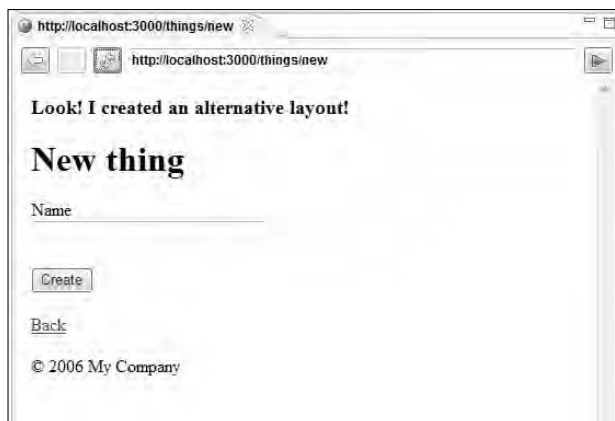 http://localhost:3000/things/new
http://localhost:3000/things/new
Look! I created an alternative layout!
New thing
Name
Create
Back
© 2006 My Company